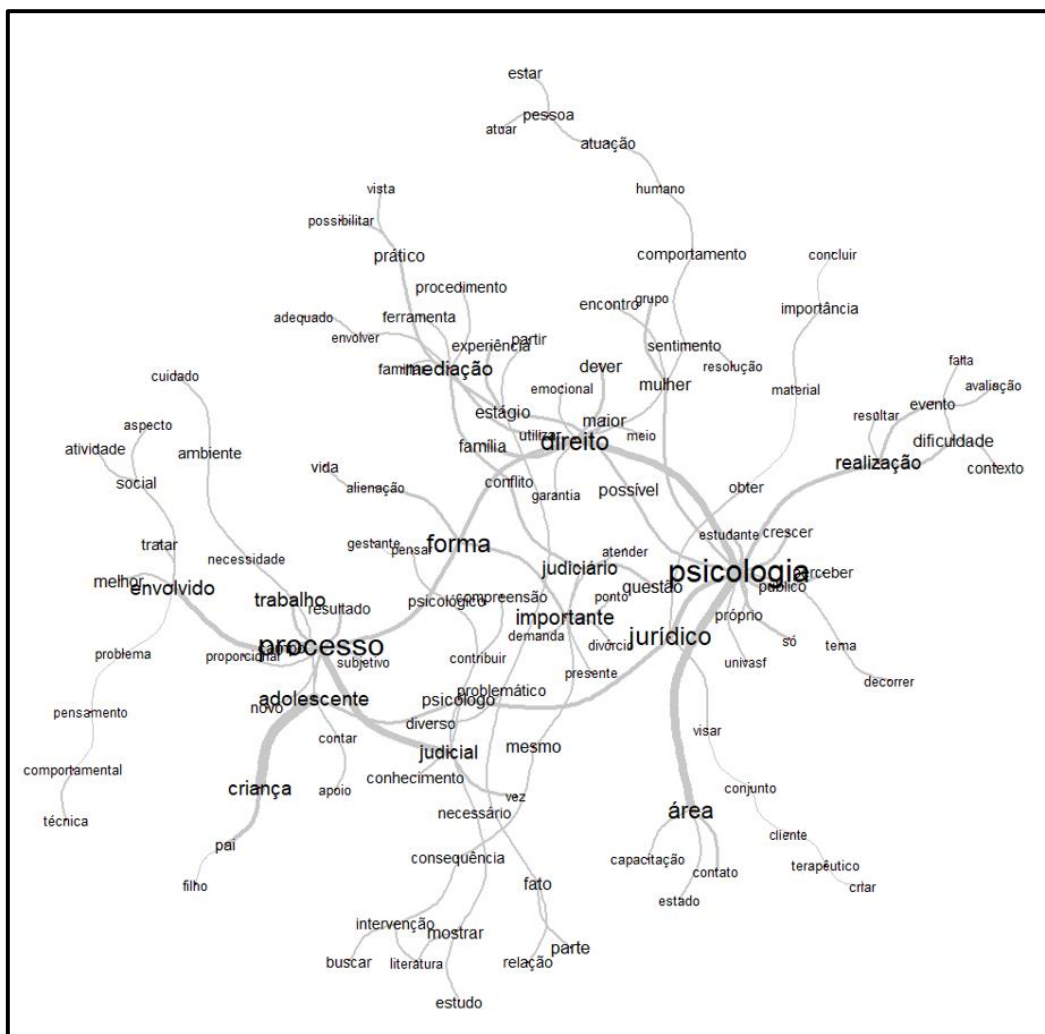 estar
pessoa
atuar
atuação
vista
humano
possibilitar
prático
comportamento
concluir
procedimento
encontro
grupo
importância
adequado
ferramenta
envolver
experiência
partir
sentimento
familiar
mediação
dever
resolução
falta
cuidado
emocional
mulher
material
avaliação
evento
estágio
maior
resultar
aspecto
utilizar
meio
dificuldade
atividade
ambiente
família
direito
realização
contexto
vida
social
conflito
alienação
garantia
possível
obter
gestante
pensar
forma
estudante
crescer
tratar
necessidade
judiciário
atender
psicologia
perceber
melhor
envolvido
trabalho
resultado
psicológico
compreensão
ponto
questão
público
importante
próprio
processo
demanda
divórcio
jurídico
só
tema
problema
proporcionar
campo
subjetivo
contribuir
presente
univasf
decorrer
adolescente
novo
psicólogo
problemático
pensamento
contar
diverso
visar
judicial
mesmo
comportamental
criança
apoio
conhecimento
vez
conjunto
técnica
necessário
área
cliente
pai
consequência
capacitação
contato
terapêutico
filho
fato
estado
criar
intervenção
mostrar
buscar
literatura
relação
parte
estudo